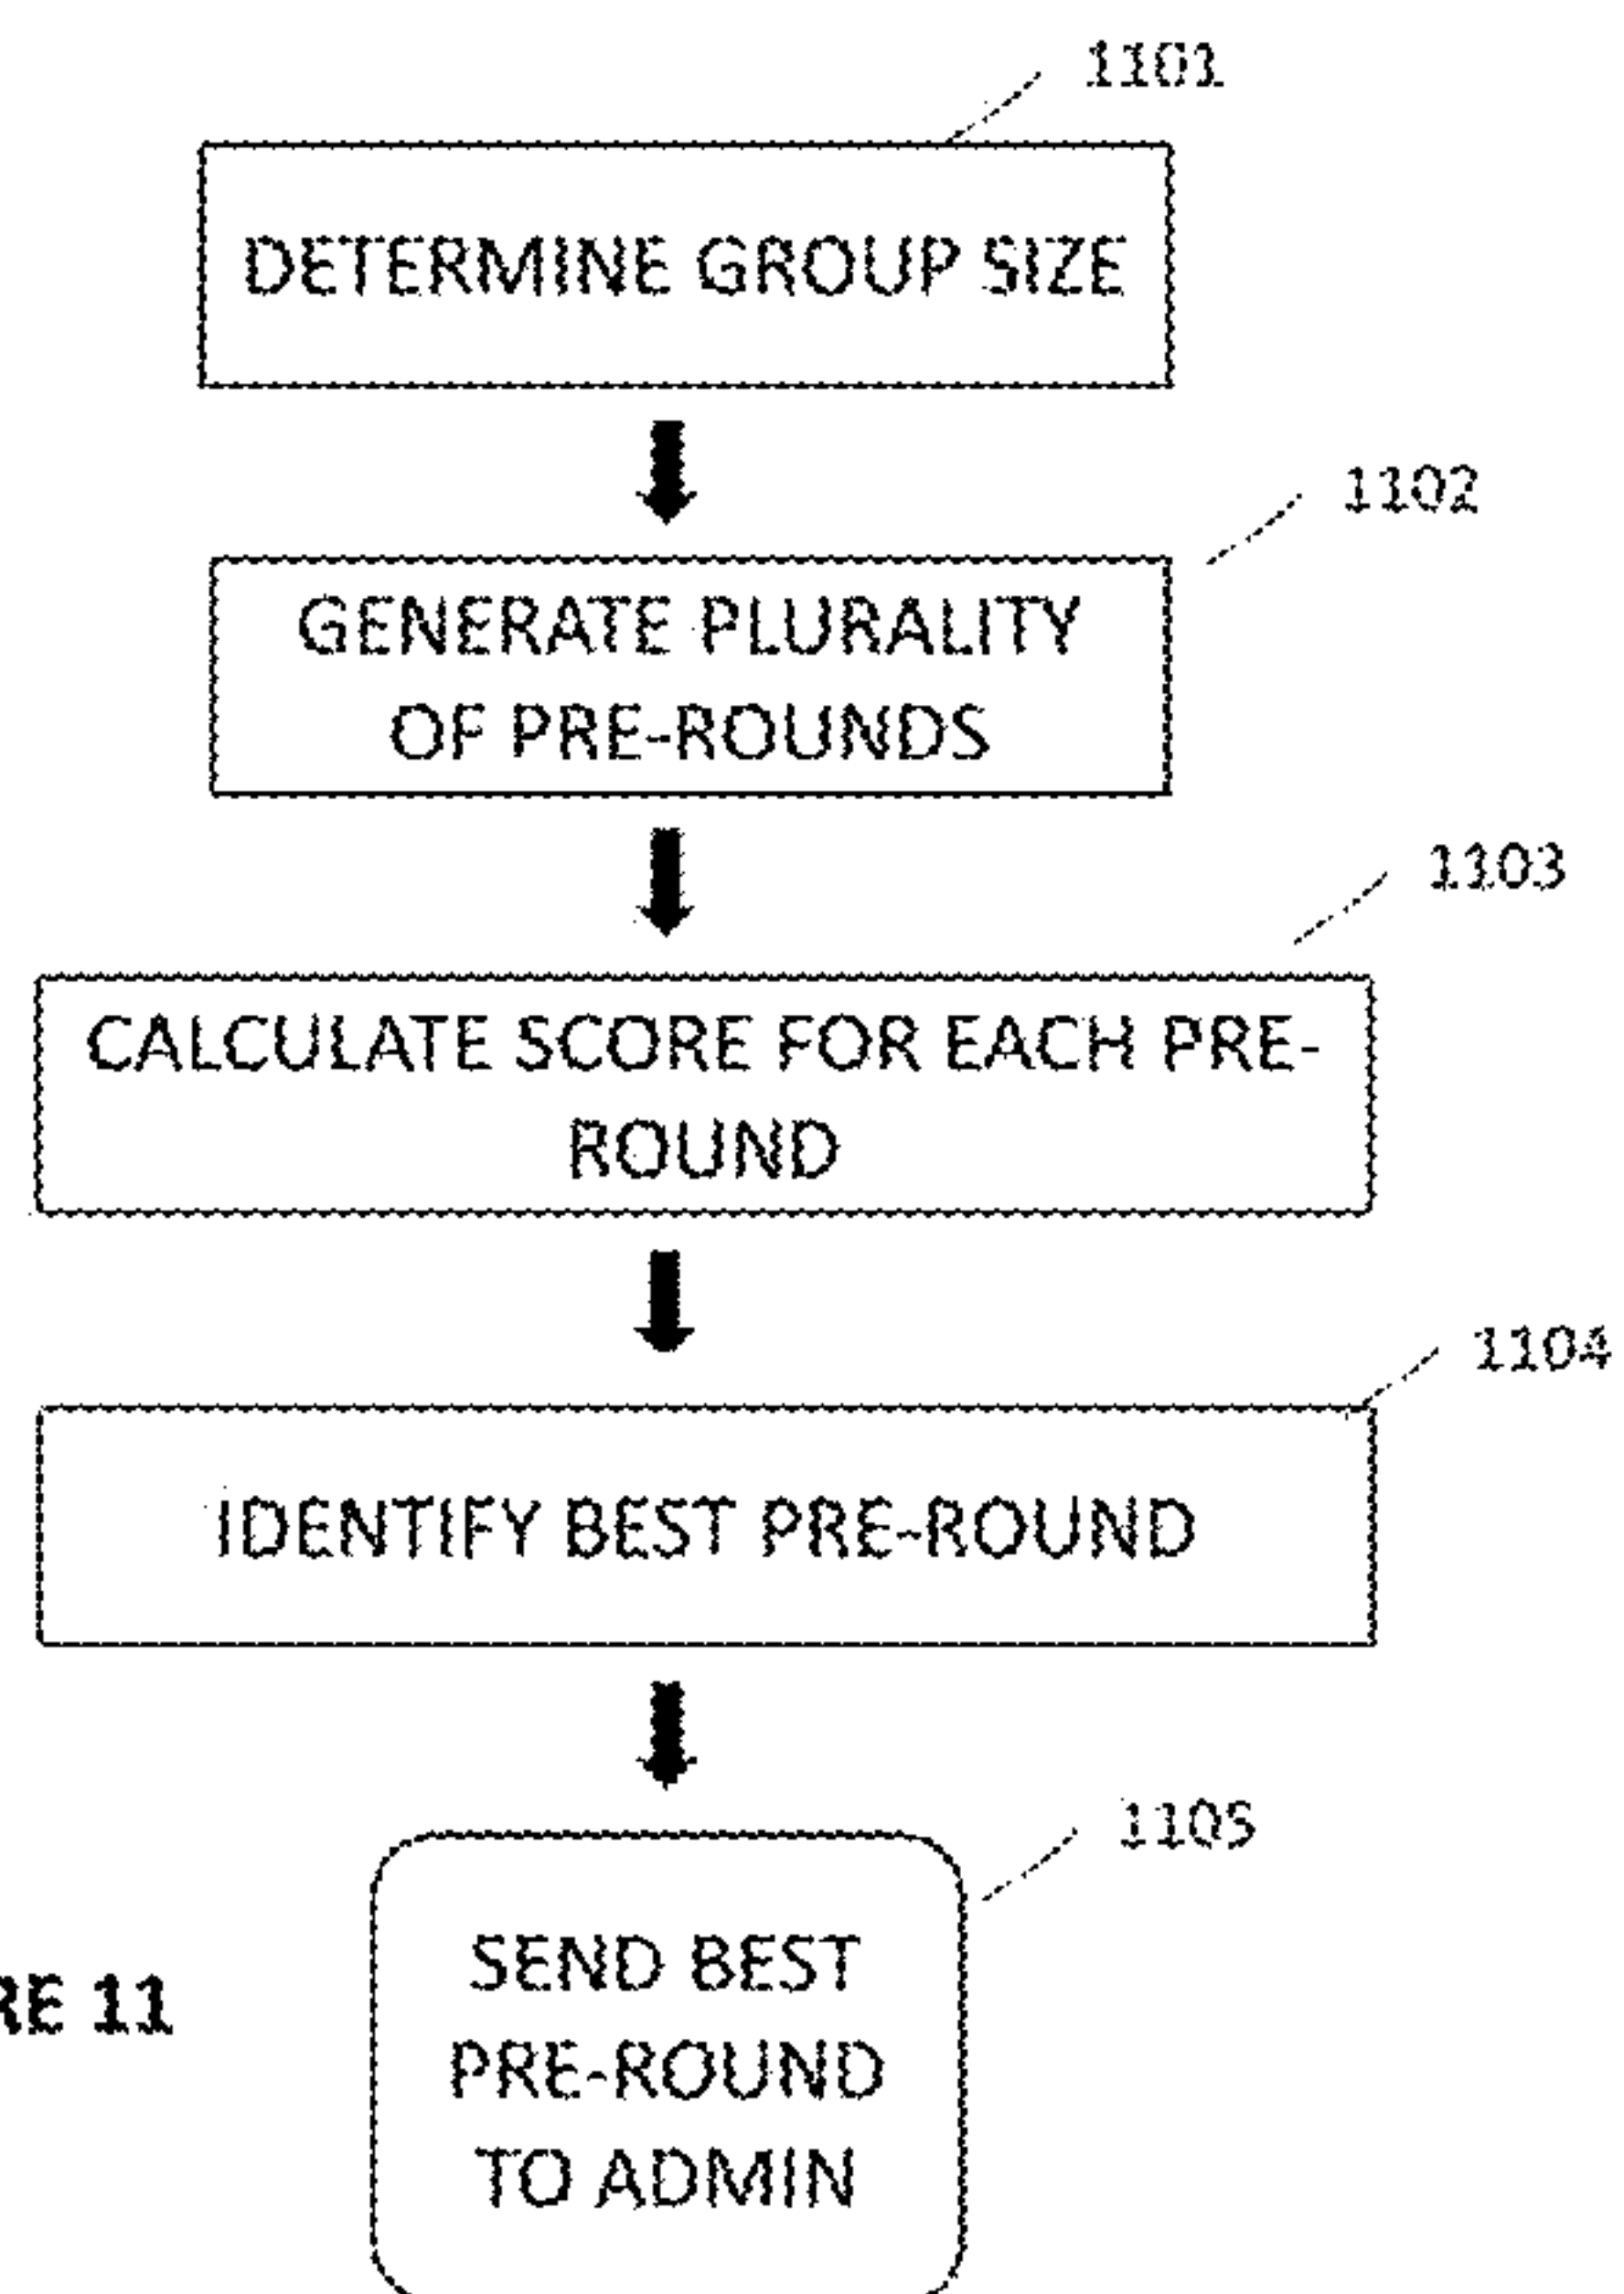 1101
DETERMINE GROUP SIZE
1102
GENERATE PLURALITY
OF PRE-ROUNDS
1103
CALCULATE SCORE FOR EACH PRE-
ROUND
1104
IDENTIFY BEST PRE-ROUND
1105
SEND BEST
PRE-ROUND
TO ADMIN
RE 11